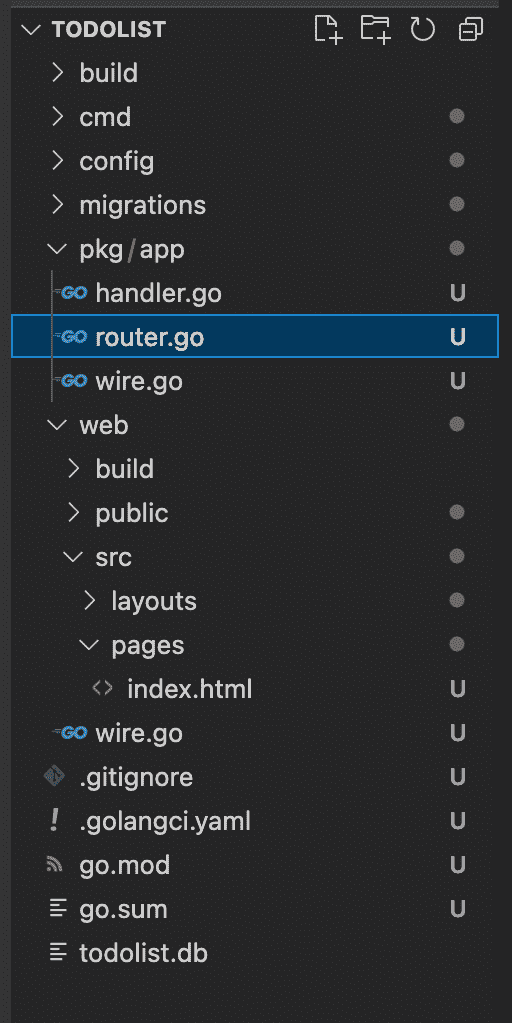 TODOLIST
build
cmd
config
migrations
pkg/app
GO handler.go U
GO router.go U
GO wire.go U
web
build
public
src
layouts
pages
<> index.html U
GO wire.go U
.gitignore U
! .golangci.yaml U
go.mod U
go.sum U
todolist.db